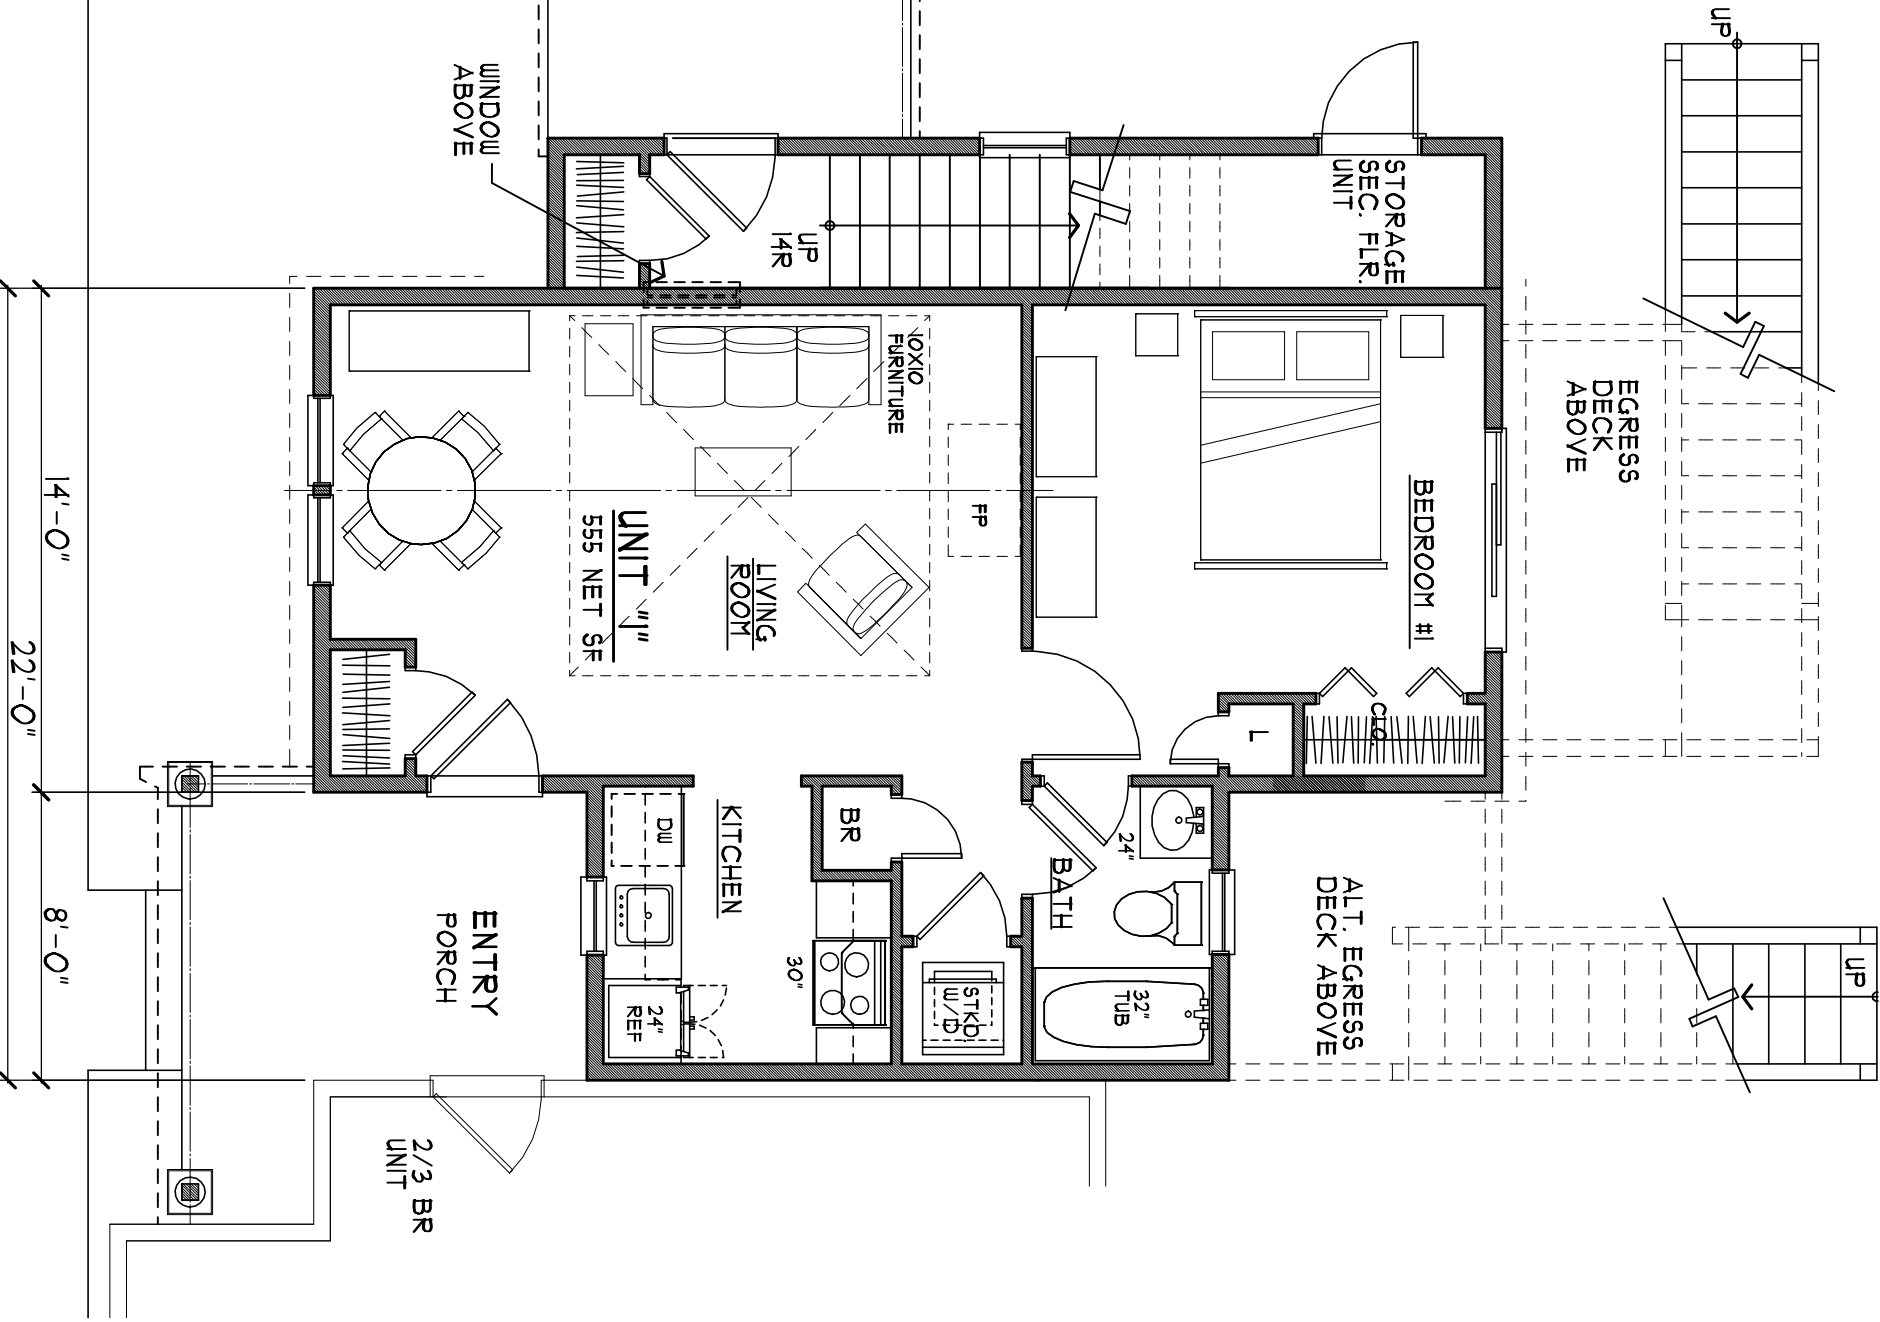 UP
WINDOW
ABOVE
STORAGE
SEC. FLR.
UNIT
UP
14R
10X10
FURNITURE
EGRESS
DECK
ABOVE
BEDROOM #1
FP
UNIT "1"
555 NET SF
LIVING
ROOM
14'-0"
22'-0"
8'-0"
CLO.
L
KITCHEN
DW
BR
24"
BATH
ENTRY
PORCH
24"
REF
30"
STKD.
W/D
32"
TUB
ALT. EGRESS
DECK ABOVE
UP
2/3 BR
UNIT